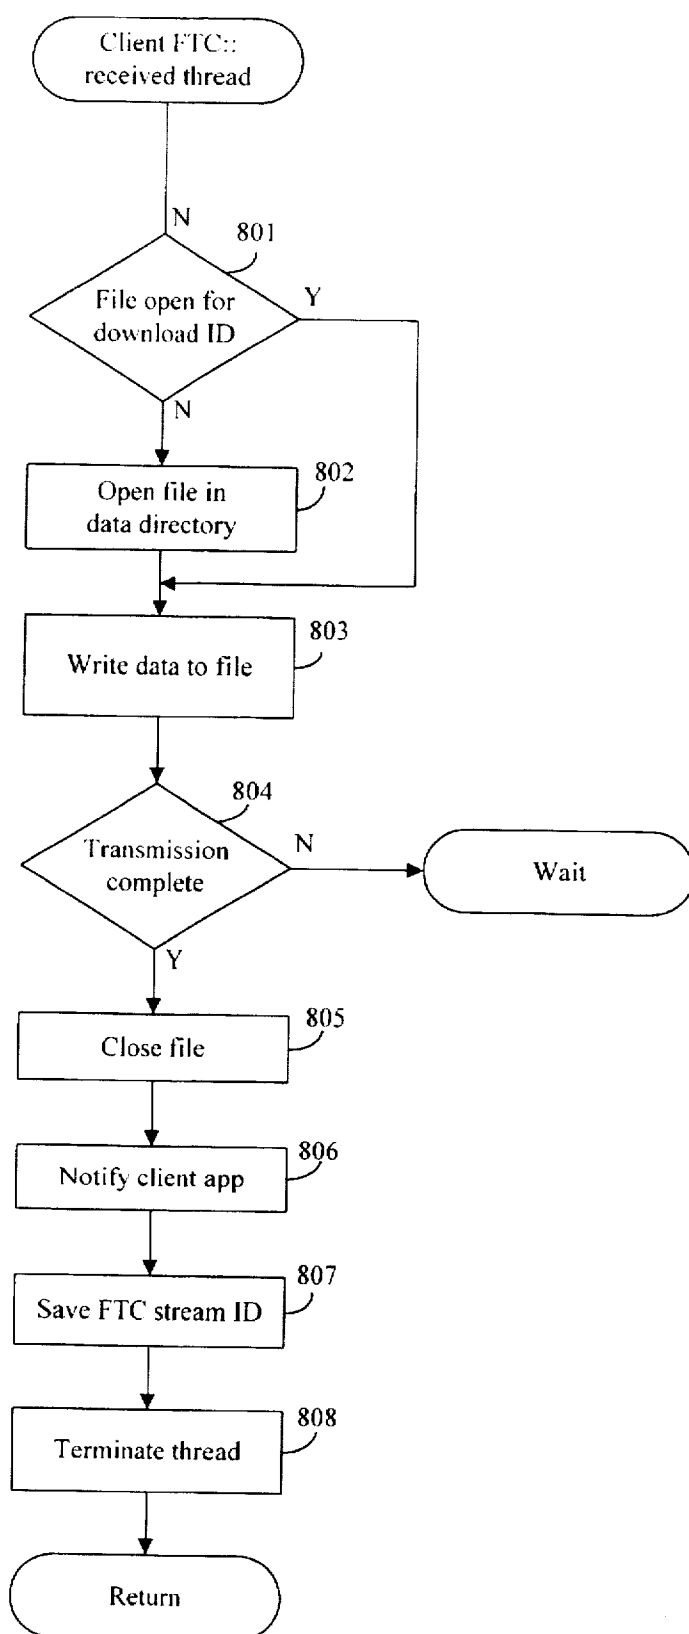 Client FTC::
received thread
N
801
File open for
download ID
Y
N
802
Open file in
data directory
803
Write data to file
804
Transmission
complete
N
Wait
Y
805
Close file
806
Notify client app
807
Save FTC stream ID
808
Terminate thread
Return